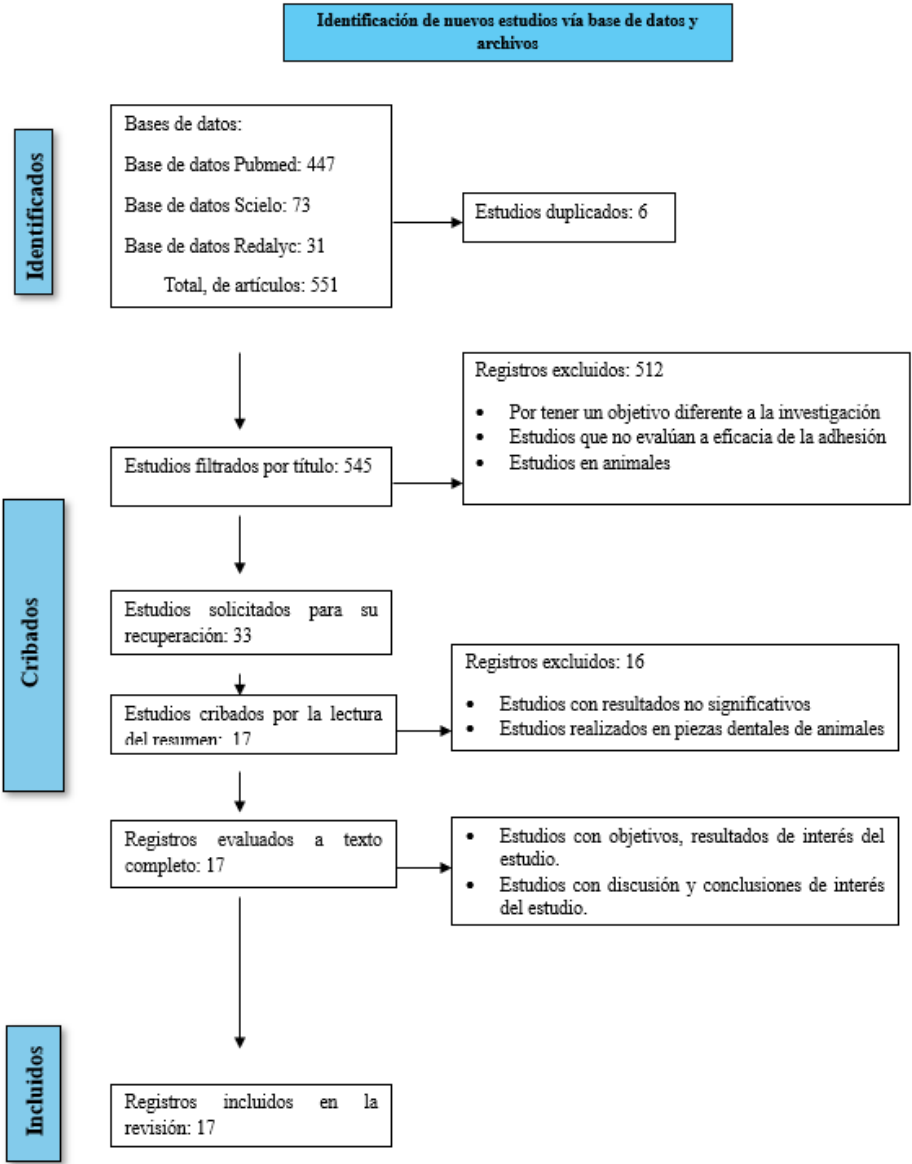 Identificación de nuevos estudios vía base de datos y
archivos
Identificados
Bases de datos:
Base de datos Pubmed: 447
Base de datos Scielo: 73
Base de datos Redalyc: 31
Total, de artículos: 551
Estudios duplicados: 6
Cribados
Estudios filtrados por título: 545
Registros excluidos: 512
• Por tener un objetivo diferente a la investigación
• Estudios que no evalúan a eficacia de la adhesión
• Estudios en animales
Estudios solicitados para su
recuperación: 33
Estudios cribados por la lectura
del resumen: 17
Registros excluidos: 16
• Estudios con resultados no significativos
• Estudios realizados en piezas dentales de animales
Registros evaluados a texto
completo: 17
• Estudios con objetivos, resultados de interés del
estudio.
• Estudios con discusión y conclusiones de interés
del estudio.
Incluidos
Registros incluidos en la
revisión: 17